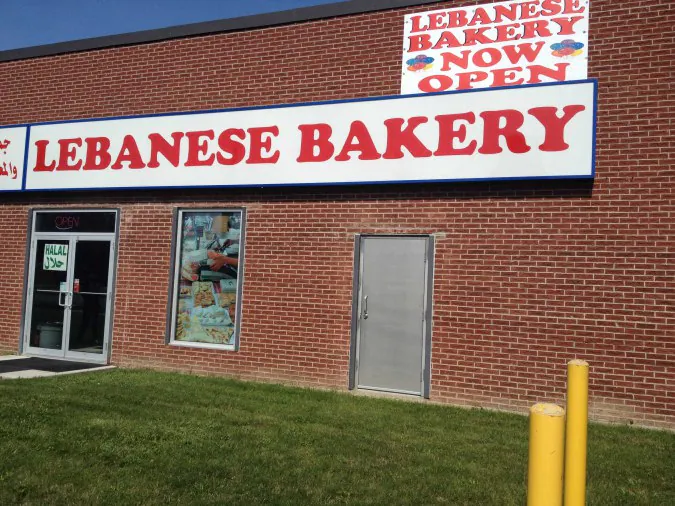 LEBANESE
BAKERY
NOW
OPEN
LEBANESE BAKERY
OPEN
HALAL
حلال